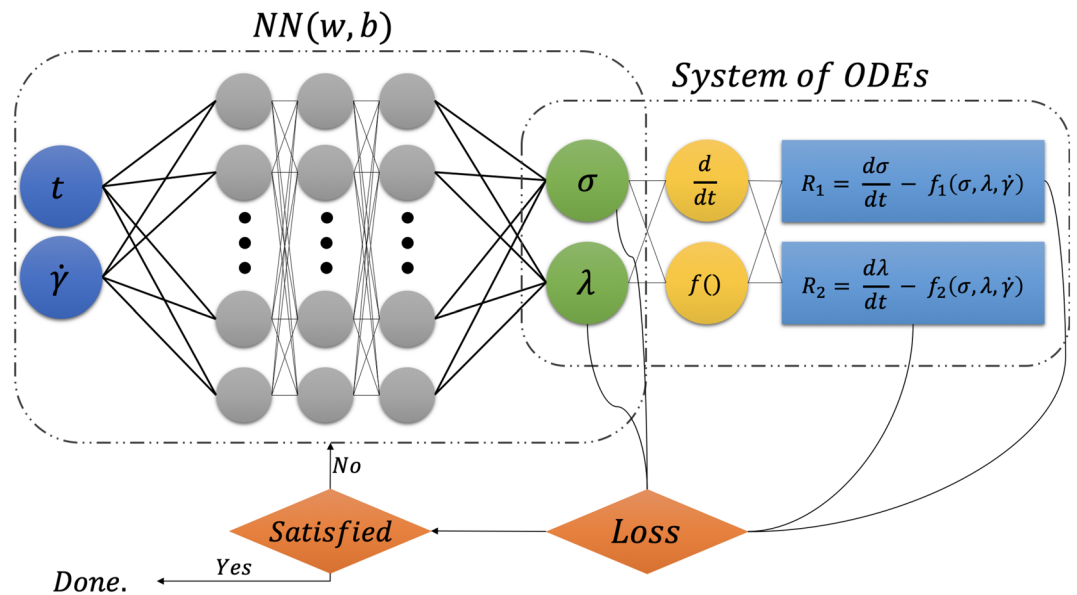 NN(w, b)
System of ODEs
t
γ̇
σ
λ
d/dt
f()
R₁ = dσ/dt − f₁(σ, λ, γ̇)
R₂ = dλ/dt − f₂(σ, λ, γ̇)
No
Satisfied
Loss
Yes
Done.